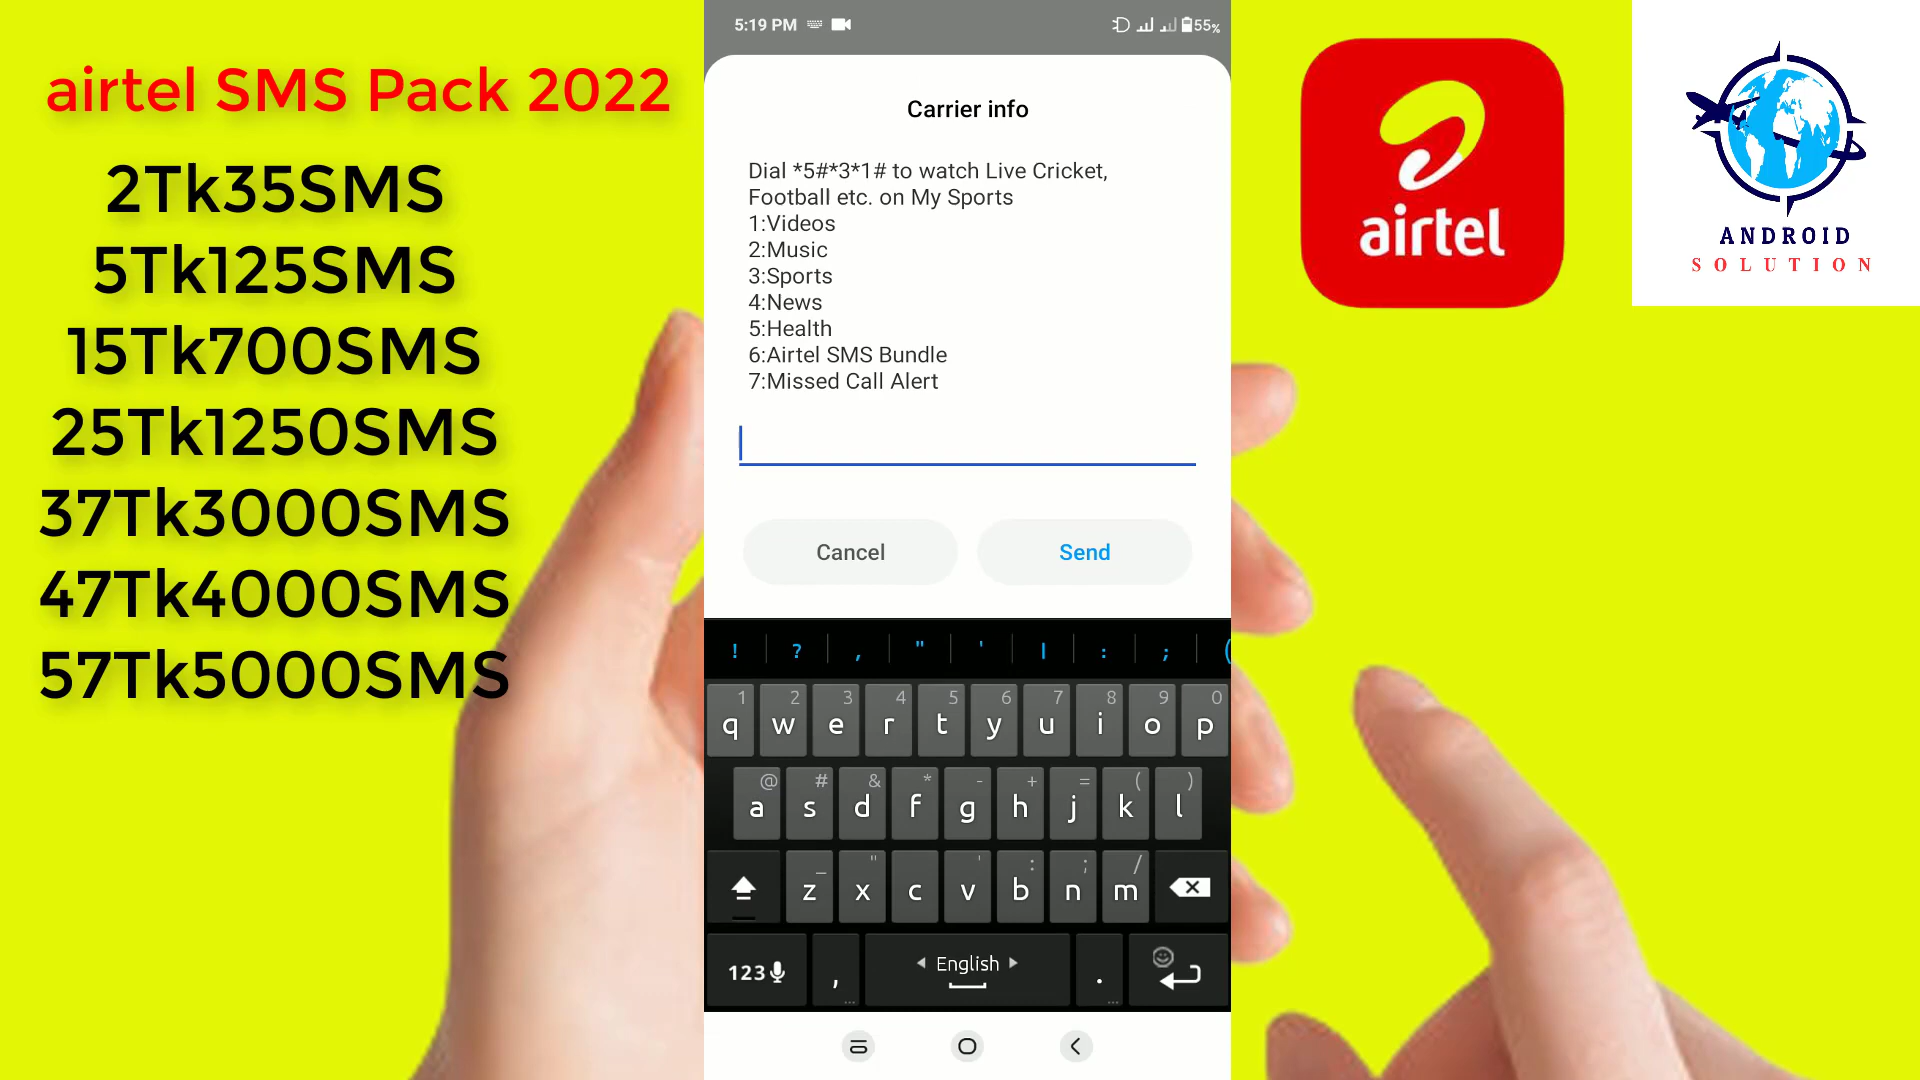 airtel SMS Pack 2022
2Tk35SMS
5Tk125SMS
15Tk700SMS
25Tk1250SMS
37Tk3000SMS
47Tk4000SMS
57Tk5000SMS
5:19 PM
55%
Carrier info
Dial *5#*3*1# to watch Live Cricket,
Football etc. on My Sports
1:Videos
2:Music
3:Sports
4:News
5:Health
6:Airtel SMS Bundle
7:Missed Call Alert
Cancel
Send
! ? , " ' | : ; (
1 2 3 4 5 6 7 8 9 0
q w e r t y u i o p
@ # & * - + = ( )
a s d f g h j k l
_ " ' : ; /
z x c v b n m
123 , English .
airtel
ANDROID
SOLUTION